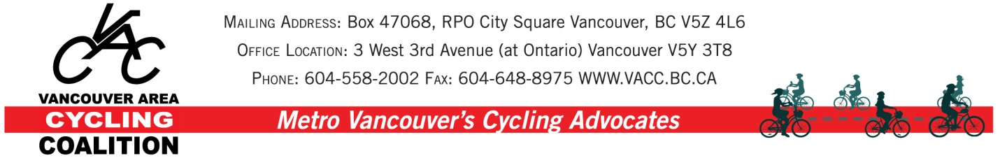 VAC
VANCOUVER AREA
CYCLING
COALITION
Mailing Address: Box 47068, RPO City Square Vancouver, BC V5Z 4L6
Office Location: 3 West 3rd Avenue (at Ontario) Vancouver V5Y 3T8
Phone: 604-558-2002 Fax: 604-648-8975 WWW.VACC.BC.CA
Metro Vancouver's Cycling Advocates